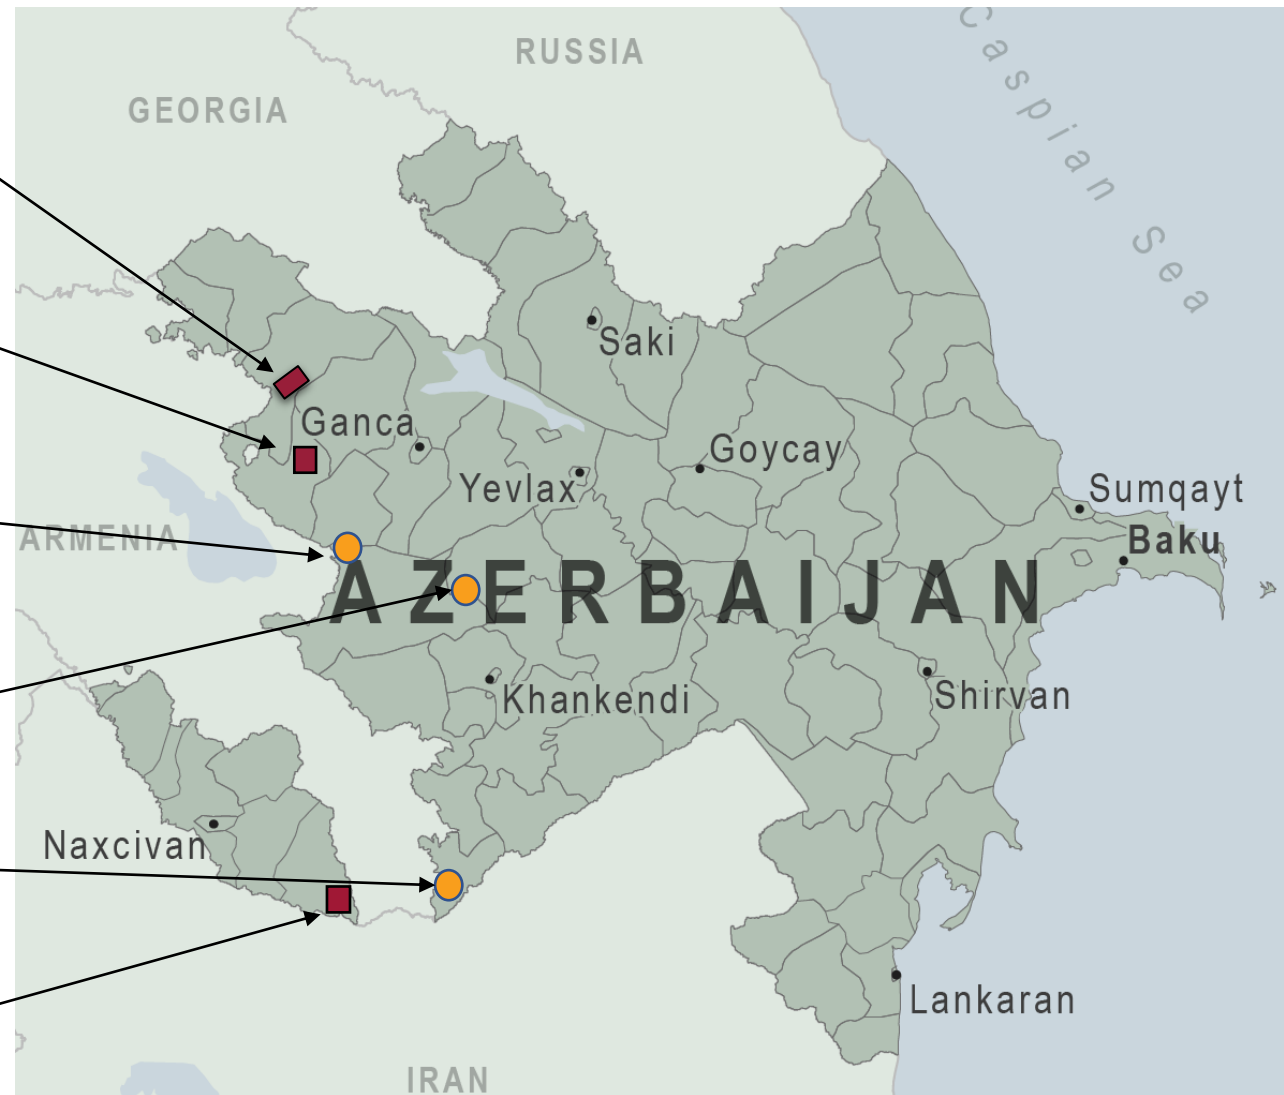 RUSSIA
GEORGIA
Caspian Sea
Saki
Ganca
Goycay
Yevlax
Sumqayt
ARMENIA
Baku
AZERBAIJAN
Khankendi
Shirvan
Naxcivan
Lankaran
IRAN